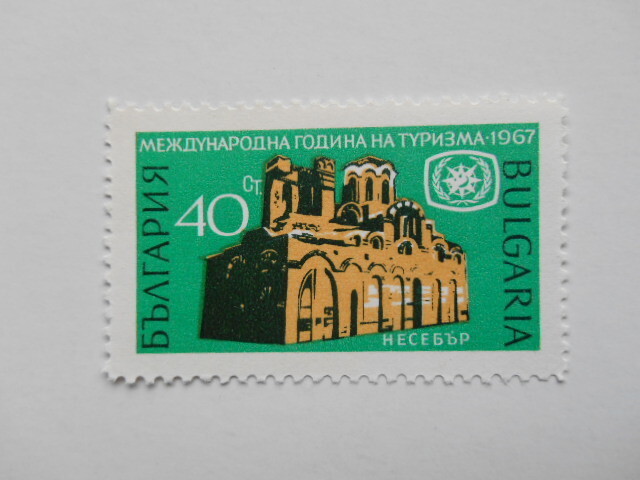 МЕЖДУНАРОДНА ГОДИНА НА ТУРИЗМА·1967
БЪЛГАРИЯ
40 Ст.
BULGARIA
НЕСЕБЪР